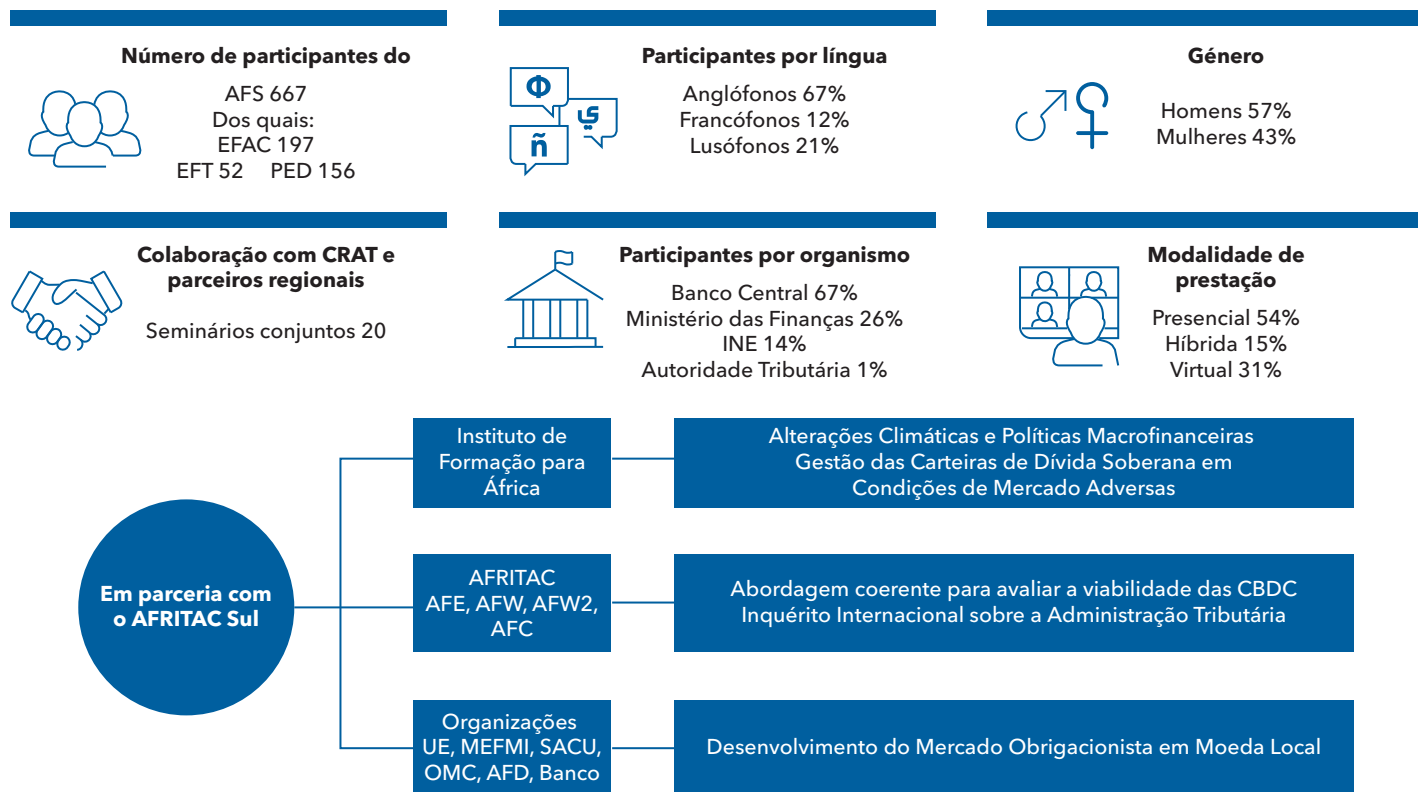 Número de participantes do
AFS 667
Dos quais:
EFAC 197
EFT 52 PED 156
Participantes por língua
Φ
ي
ñ
Anglófonos 67%
Francófonos 12%
Lusófonos 21%
Género
Homens 57%
Mulheres 43%
Colaboração com CRAT e
parceiros regionais
Seminários conjuntos 20
Participantes por organismo
Banco Central 67%
Ministério das Finanças 26%
INE 14%
Autoridade Tributária 1%
Modalidade de
prestação
Presencial 54%
Híbrida 15%
Virtual 31%
Em parceria com
o AFRITAC Sul
Instituto de
Formação para
África
Alterações Climáticas e Políticas Macrofinanceiras
Gestão das Carteiras de Dívida Soberana em
Condições de Mercado Adversas
AFRITAC
AFE, AFW, AFW2,
AFC
Abordagem coerente para avaliar a viabilidade das CBDC
Inquérito Internacional sobre a Administração Tributária
Organizações
UE, MEFMI, SACU,
OMC, AFD, Banco
Desenvolvimento do Mercado Obrigacionista em Moeda Local